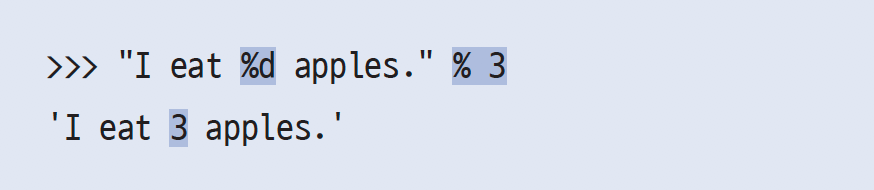 >>> "I eat %d apples." % 3
'I eat 3 apples.'